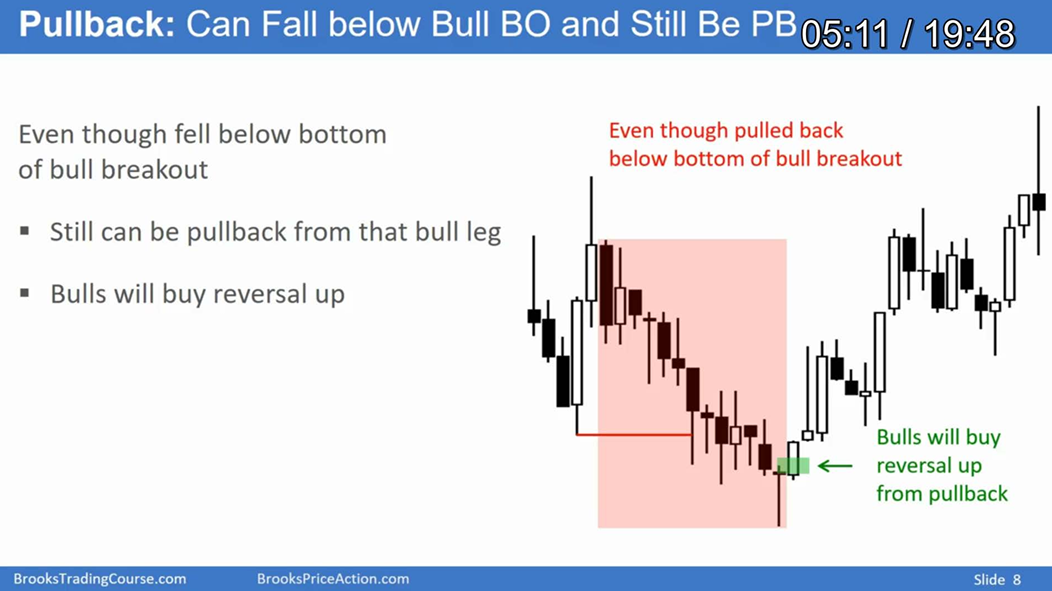 Pullback: Can Fall below Bull BO and Still Be PB
05:11 / 19:48
Even though fell below bottom
of bull breakout
▪ Still can be pullback from that bull leg
▪ Bulls will buy reversal up
Even though pulled back
below bottom of bull breakout
Bulls will buy
reversal up
from pullback
BrooksTradingCourse.com
BrooksPriceAction.com
Slide 8